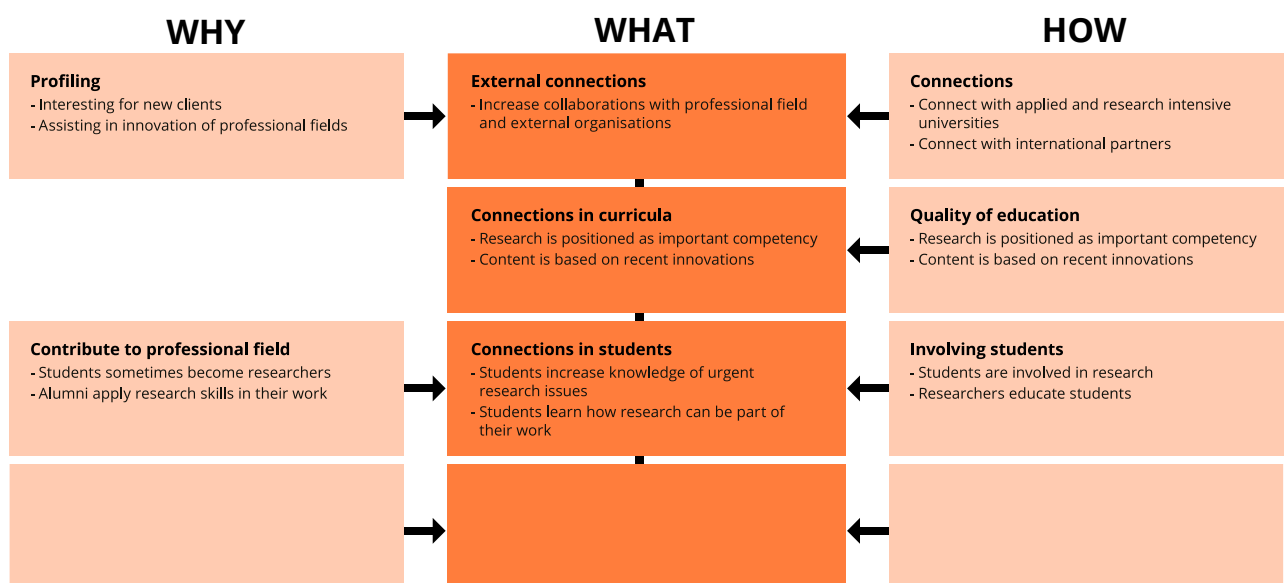 WHY
WHAT
HOW
Profiling
- Interesting for new clients
- Assisting in innovation of professional fields
External connections
- Increase collaborations with professional field
and external organisations
Connections
- Connect with applied and research intensive
universities
- Connect with international partners
Connections in curricula
- Research is positioned as important competency
- Content is based on recent innovations
Quality of education
- Research is positioned as important competency
- Content is based on recent innovations
Contribute to professional field
- Students sometimes become researchers
- Alumni apply research skills in their work
Connections in students
- Students increase knowledge of urgent
research issues
- Students learn how research can be part of
their work
Involving students
- Students are involved in research
- Researchers educate students